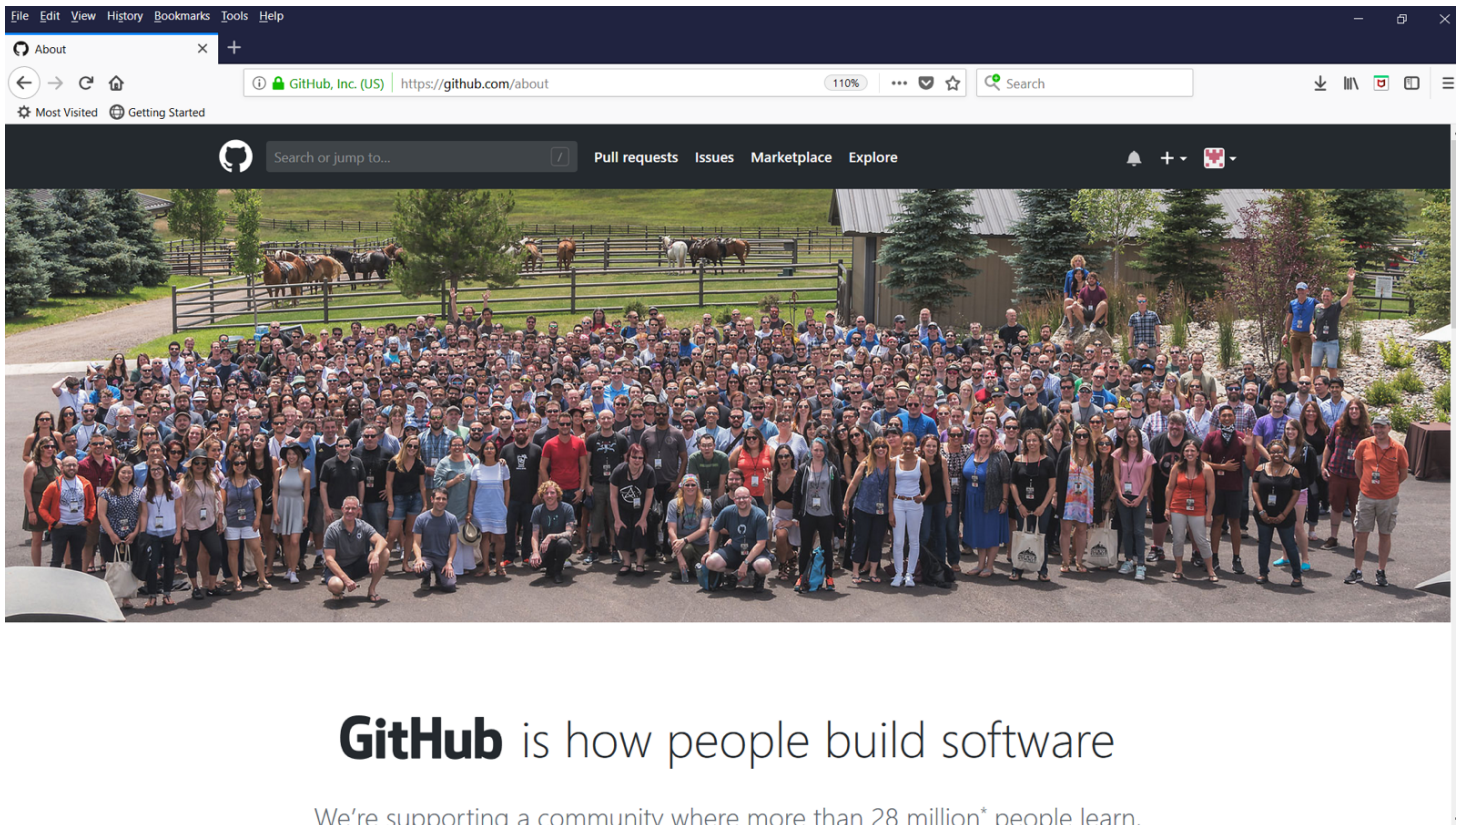 File Edit View History Bookmarks Tools Help
About
GitHub, Inc. (US) https://github.com/about 110% Search
Most Visited Getting Started
Search or jump to... / Pull requests Issues Marketplace Explore
GitHub is how people build software
We're supporting a community where more than 28 million* people learn,